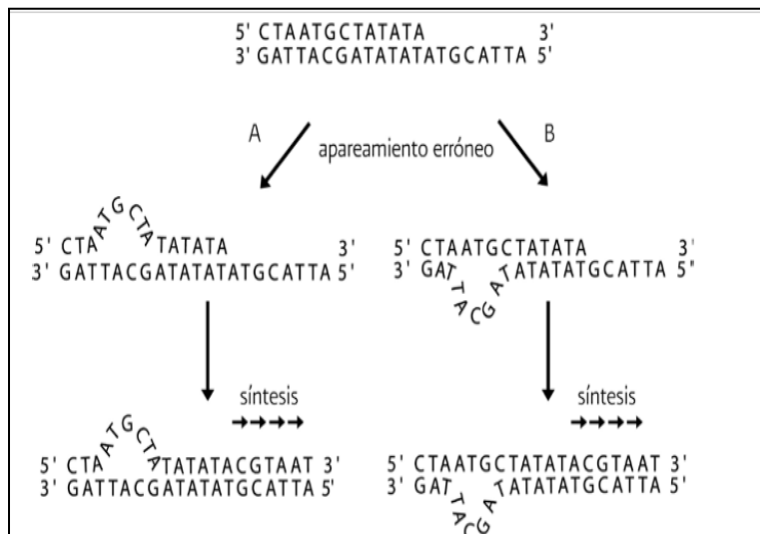 5' CTAATGCTATATA 3'
3' GATTACGATATATATGCATTA 5'
A
B
apareamiento erróneo
5' CTAATGCTATATATA 3'
3' GATTACGATATATATGCATTA 5'
5' CTAATGCTATATA 3'
3' GATTACGATATATATGCATTA 5"
síntesis
síntesis
5' CTAATGCTATATATACGTAAT 3'
3' GATTACGATATATGCATTA 5'
5' CTAATGCTATATACGTAAT 3'
3' GATTACGATATATATGCATTA 5'